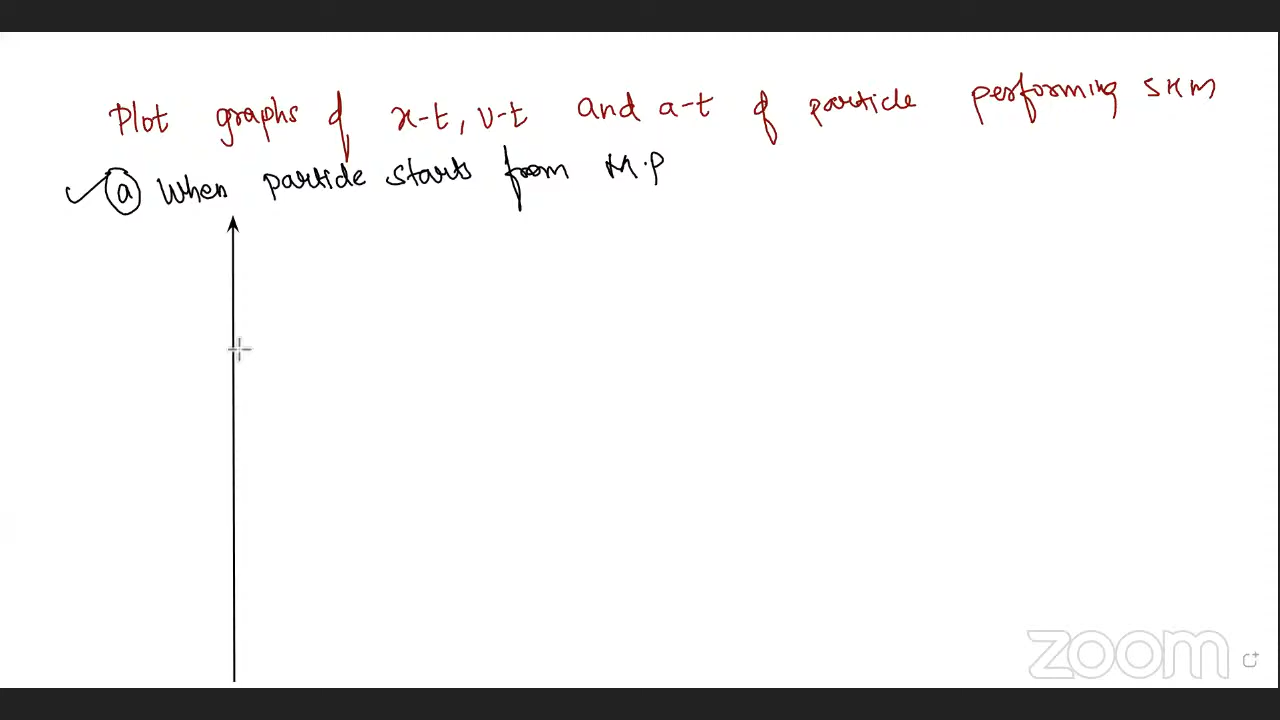 Plot graphs of x-t, v-t and a-t of particle performing SHM
(a) When particle starts from M.P
zoom